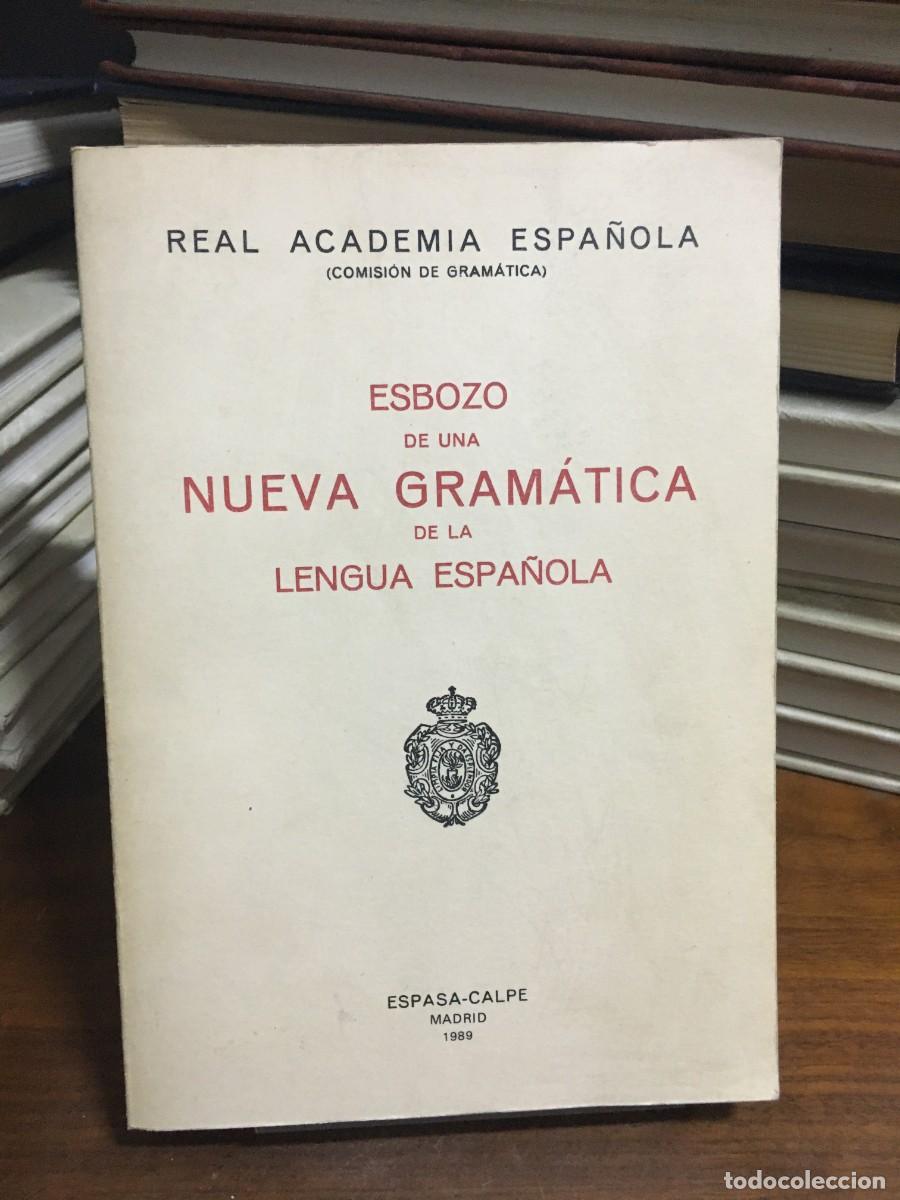 REAL ACADEMIA ESPAÑOLA
(COMISIÓN DE GRAMÁTICA)
ESBOZO
DE UNA
NUEVA GRAMÁTICA
DE LA
LENGUA ESPAÑOLA
ESPASA-CALPE
MADRID
1989
todocoleccion